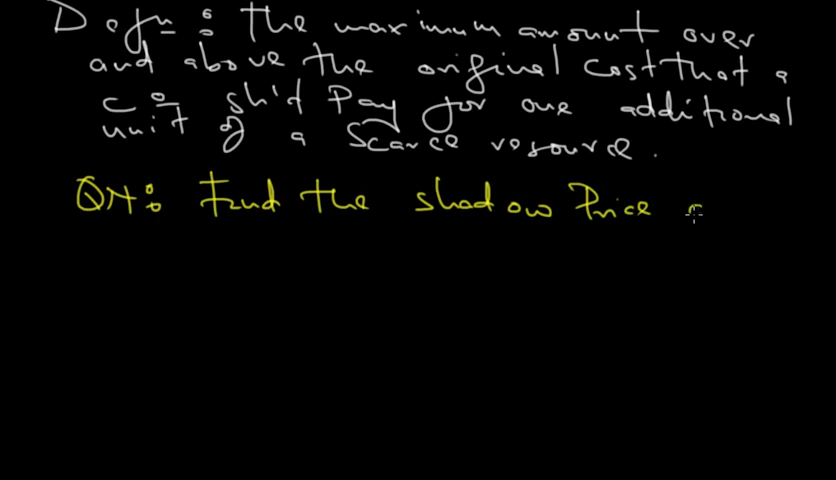 Defn : the maximum amount over
and above the original cost that a
co sh'd Pay for one additional
unit of a scarce resource.
QN: Find the shadow Price